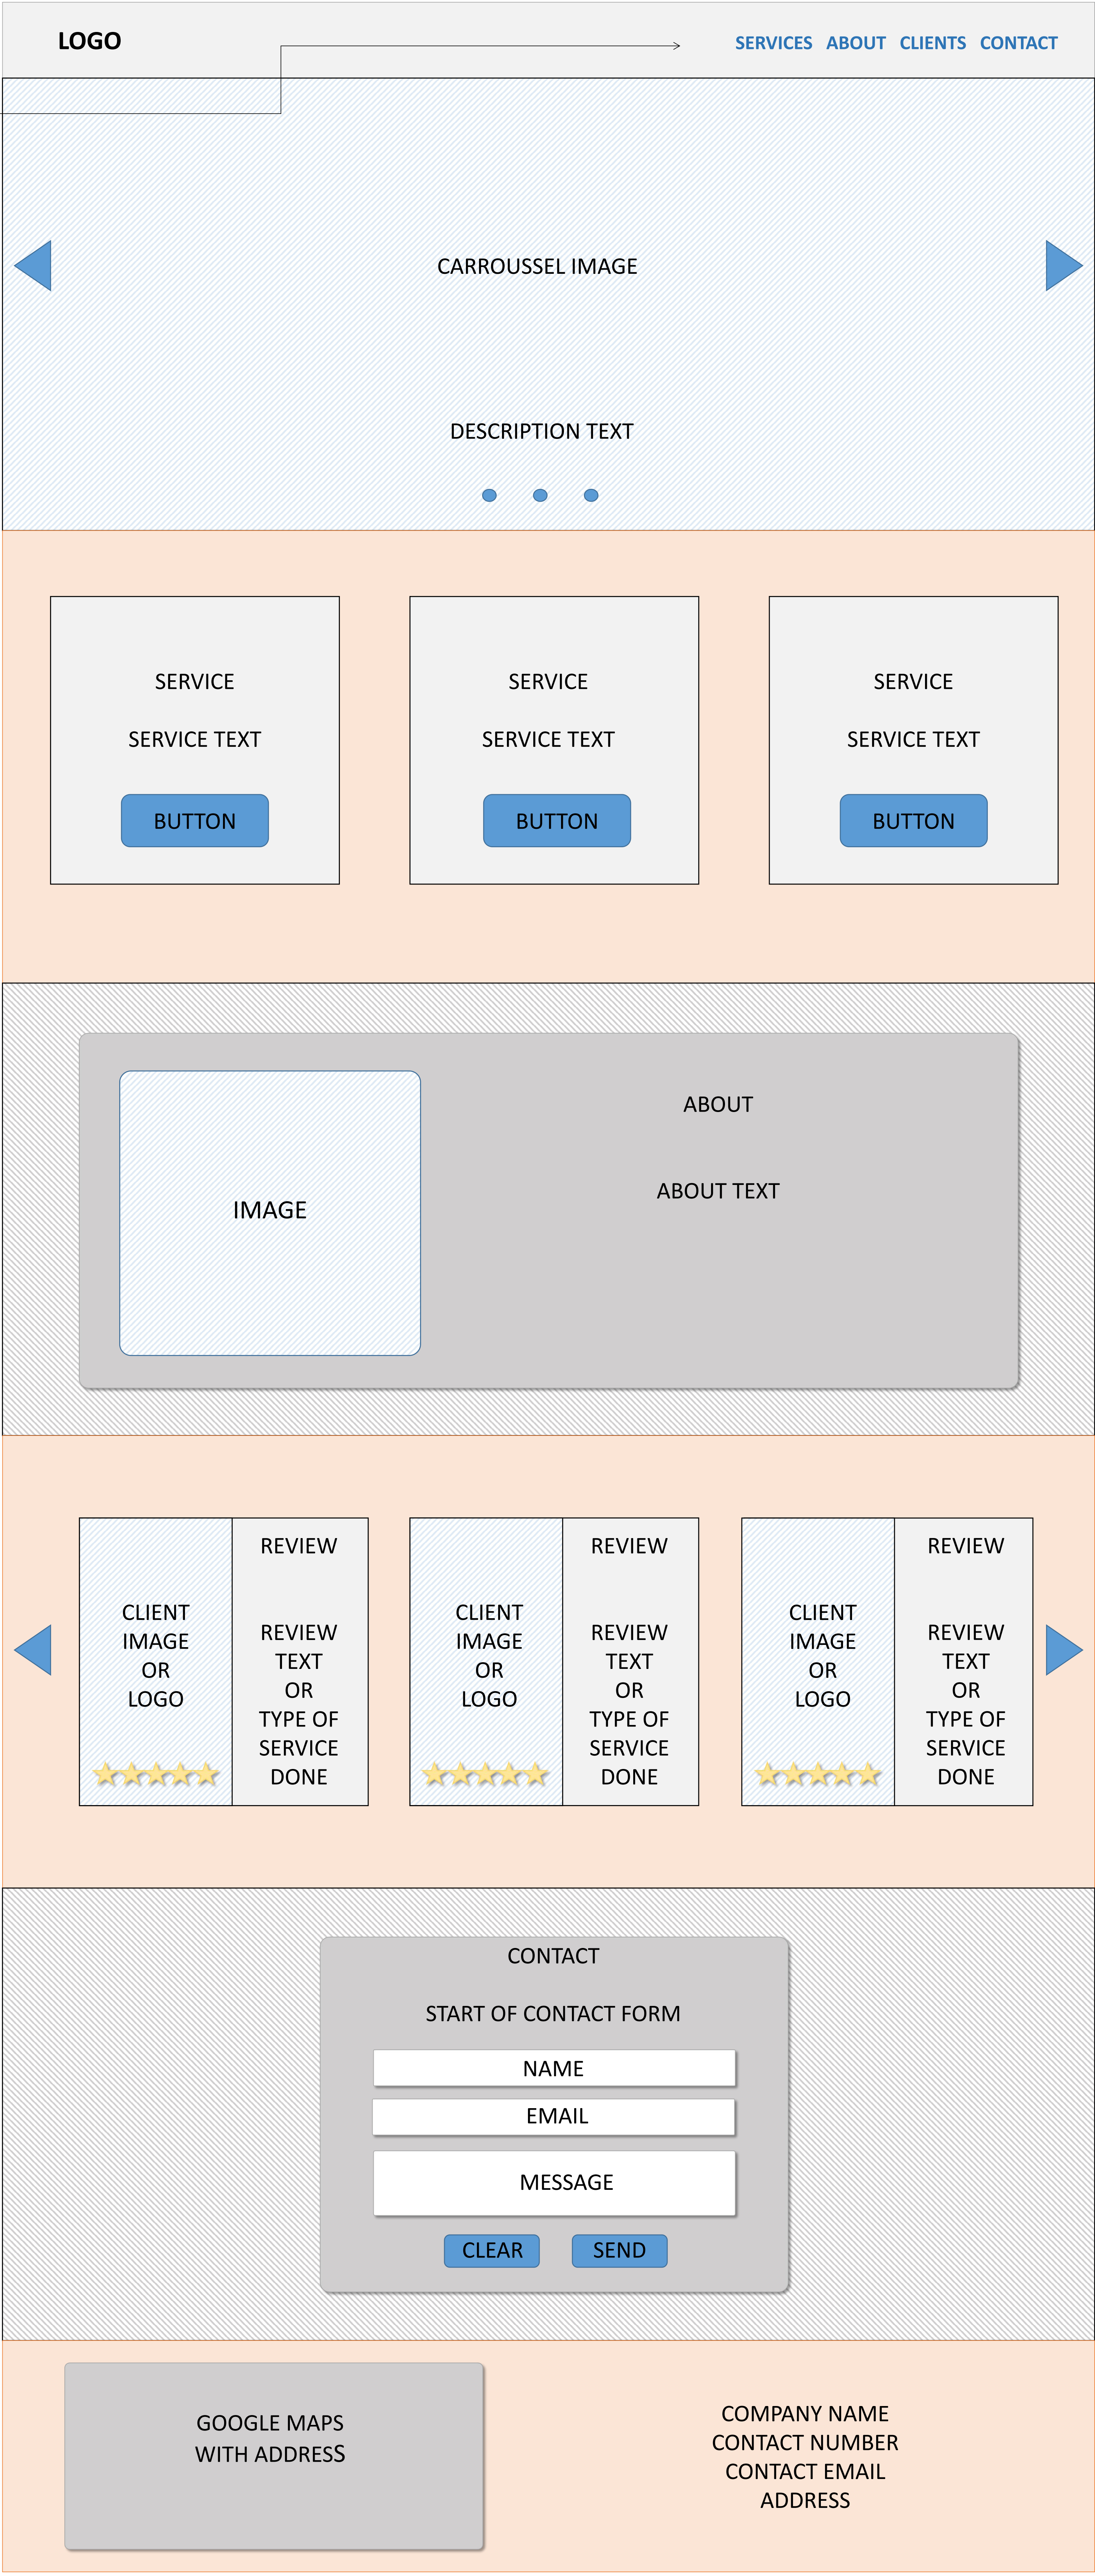 LOGO
SERVICES ABOUT CLIENTS CONTACT
CARROUSSEL IMAGE
DESCRIPTION TEXT
SERVICE
SERVICE TEXT
BUTTON
SERVICE
SERVICE TEXT
BUTTON
SERVICE
SERVICE TEXT
BUTTON
IMAGE
ABOUT
ABOUT TEXT
CLIENT
IMAGE
OR
LOGO
REVIEW
REVIEW
TEXT
OR
TYPE OF
SERVICE
DONE
CLIENT
IMAGE
OR
LOGO
REVIEW
REVIEW
TEXT
OR
TYPE OF
SERVICE
DONE
CLIENT
IMAGE
OR
LOGO
REVIEW
REVIEW
TEXT
OR
TYPE OF
SERVICE
DONE
CONTACT
START OF CONTACT FORM
NAME
EMAIL
MESSAGE
CLEAR
SEND
GOOGLE MAPS
WITH ADDRESS
COMPANY NAME
CONTACT NUMBER
CONTACT EMAIL
ADDRESS